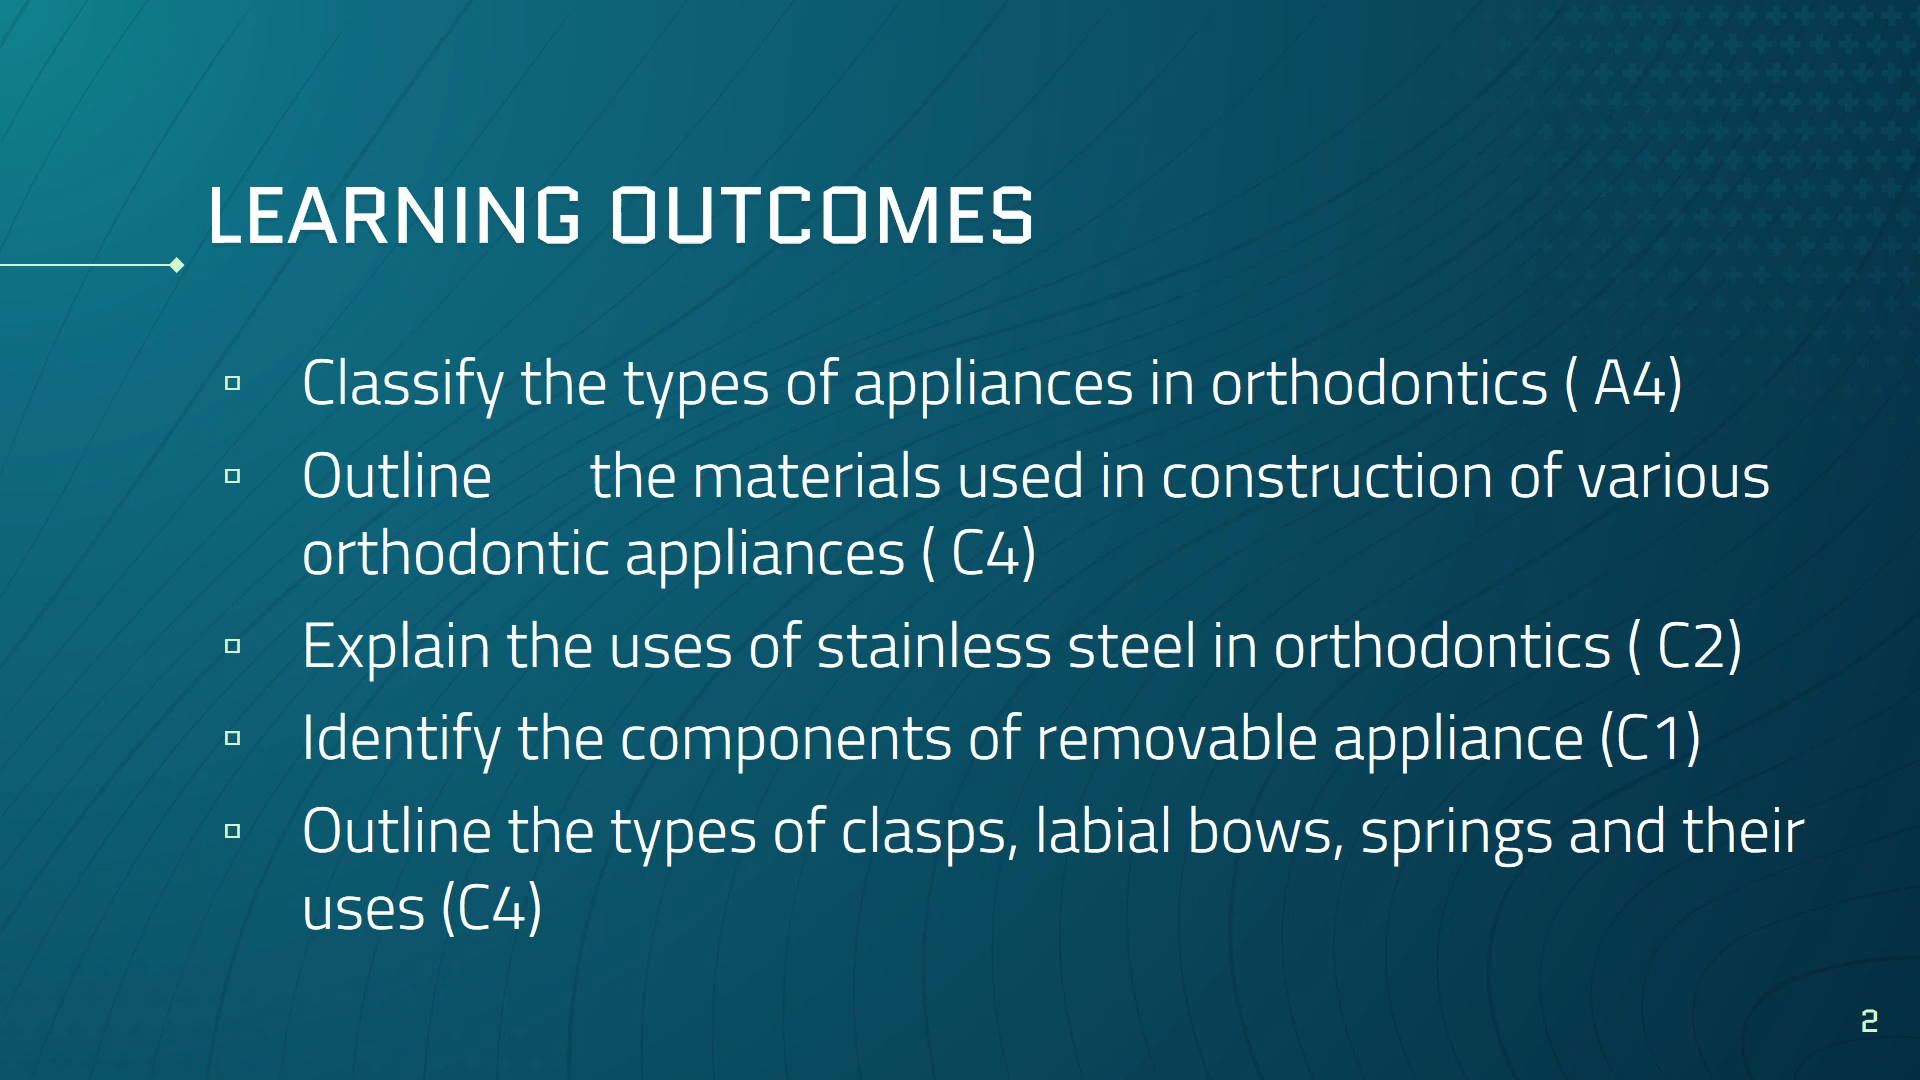 LEARNING OUTCOMES
▫ Classify the types of appliances in orthodontics ( A4)
▫ Outline the materials used in construction of various
orthodontic appliances ( C4)
▫ Explain the uses of stainless steel in orthodontics ( C2)
▫ Identify the components of removable appliance (C1)
▫ Outline the types of clasps, labial bows, springs and their
uses (C4)
2